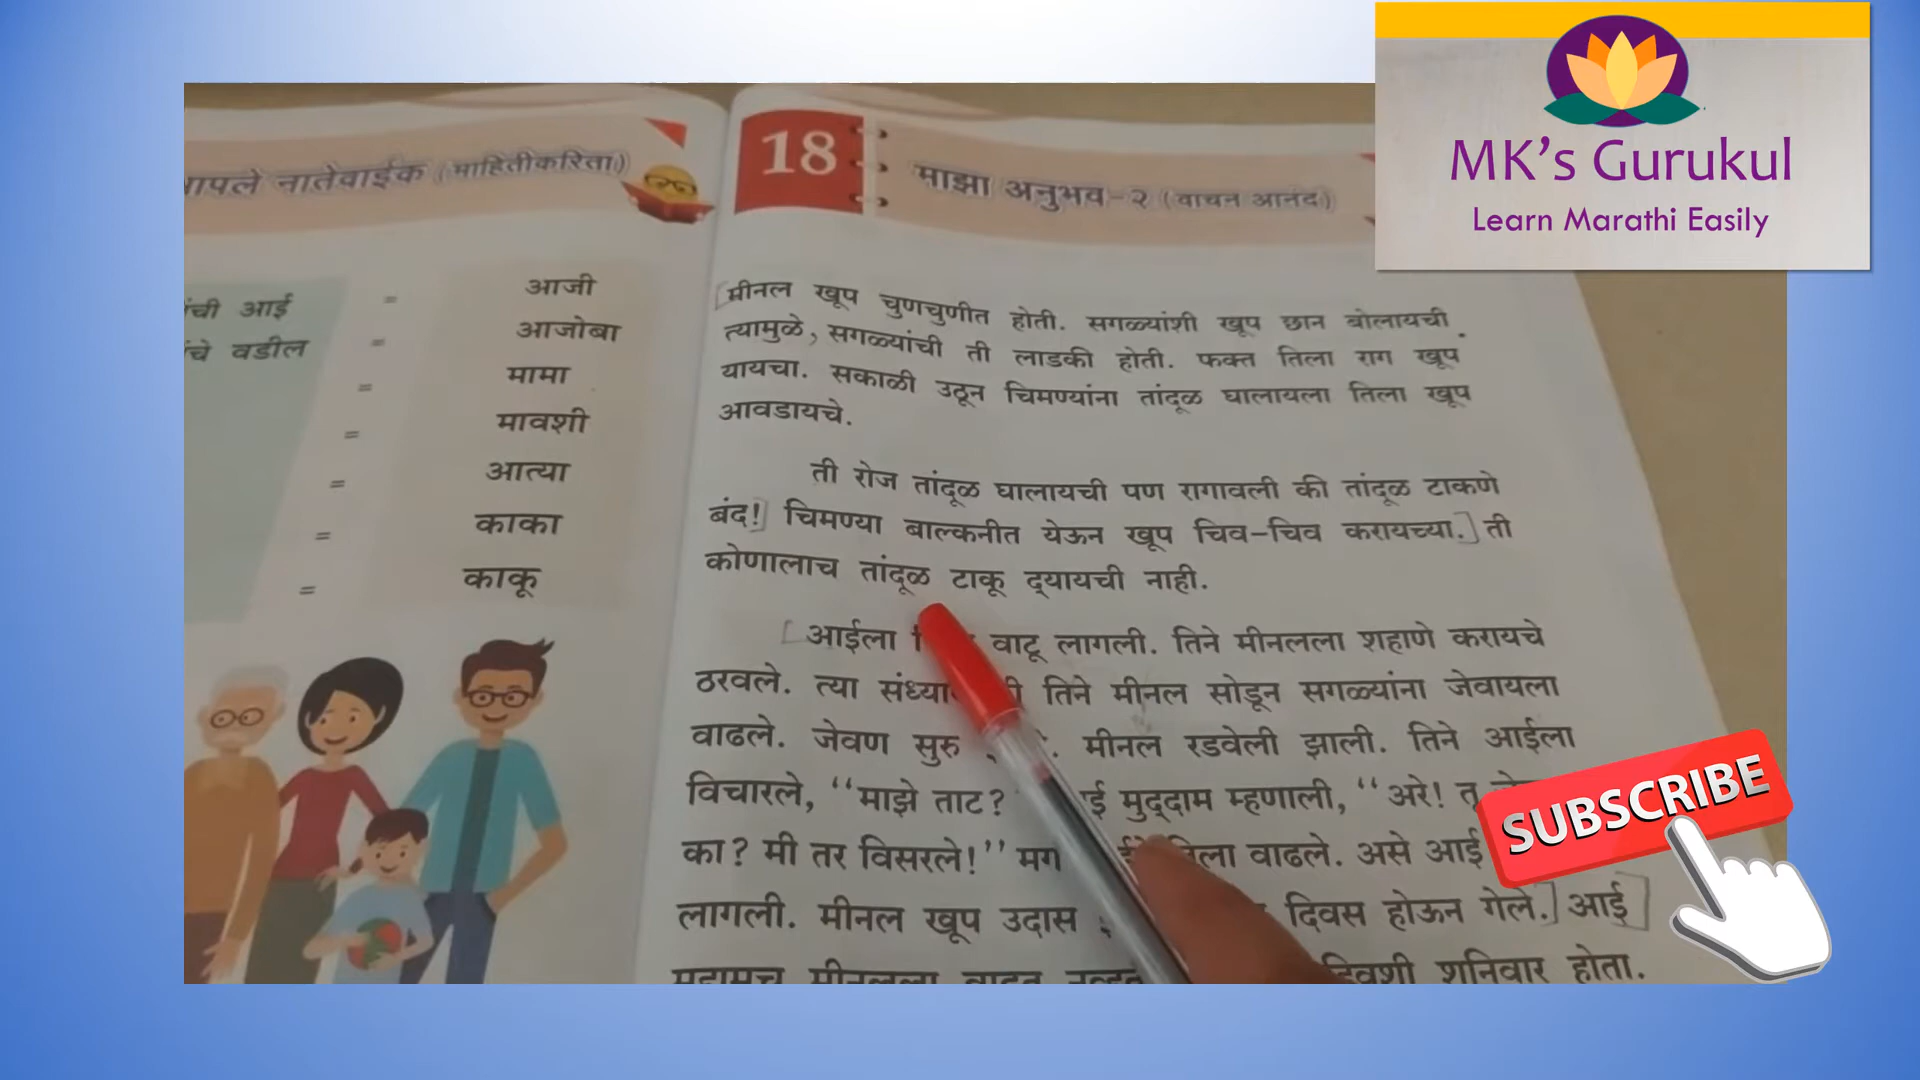 नातेवाईक (माहितीकरिता)
आई = आजी
वडील = आजोबा
= मामा
= मावशी
= आत्या
= काका
= काकू
18
माझा अनुभव-२ (वाचन आनंद)
मीनल खूप चुणचुणीत होती. सगळ्यांशी खूप छान बोलायची.
त्यामुळे, सगळ्यांची ती लाडकी होती. फक्त तिला राग खूप
यायचा. सकाळी उठून चिमण्यांना तांदूळ घालायला तिला खूप
आवडायचे.
ती रोज तांदूळ घालायची पण रागावली की तांदूळ टाकणे
बंद! चिमण्या बाल्कनीत येऊन खूप चिव-चिव करायच्या. ती
कोणालाच तांदूळ टाकू द्यायची नाही.
आईला वाटू लागली. तिने मीनलला शहाणे करायचे
ठरवले. त्या तिने मीनल सोडून सगळ्यांना जेवायला
वाढले. जेवण सुरु मीनल रडवेली झाली. तिने आईला
विचारले, ‘‘माझे ताट? मुद्दाम म्हणाली, ‘‘अरे! तू
का? मी तर विसरले!’’ मग वाढले. असे आई
लागली. मीनल खूप उदास दिवस होऊन गेले. आई
मीनलला शनिवार होता.
MK's Gurukul
Learn Marathi Easily
SUBSCRIBE